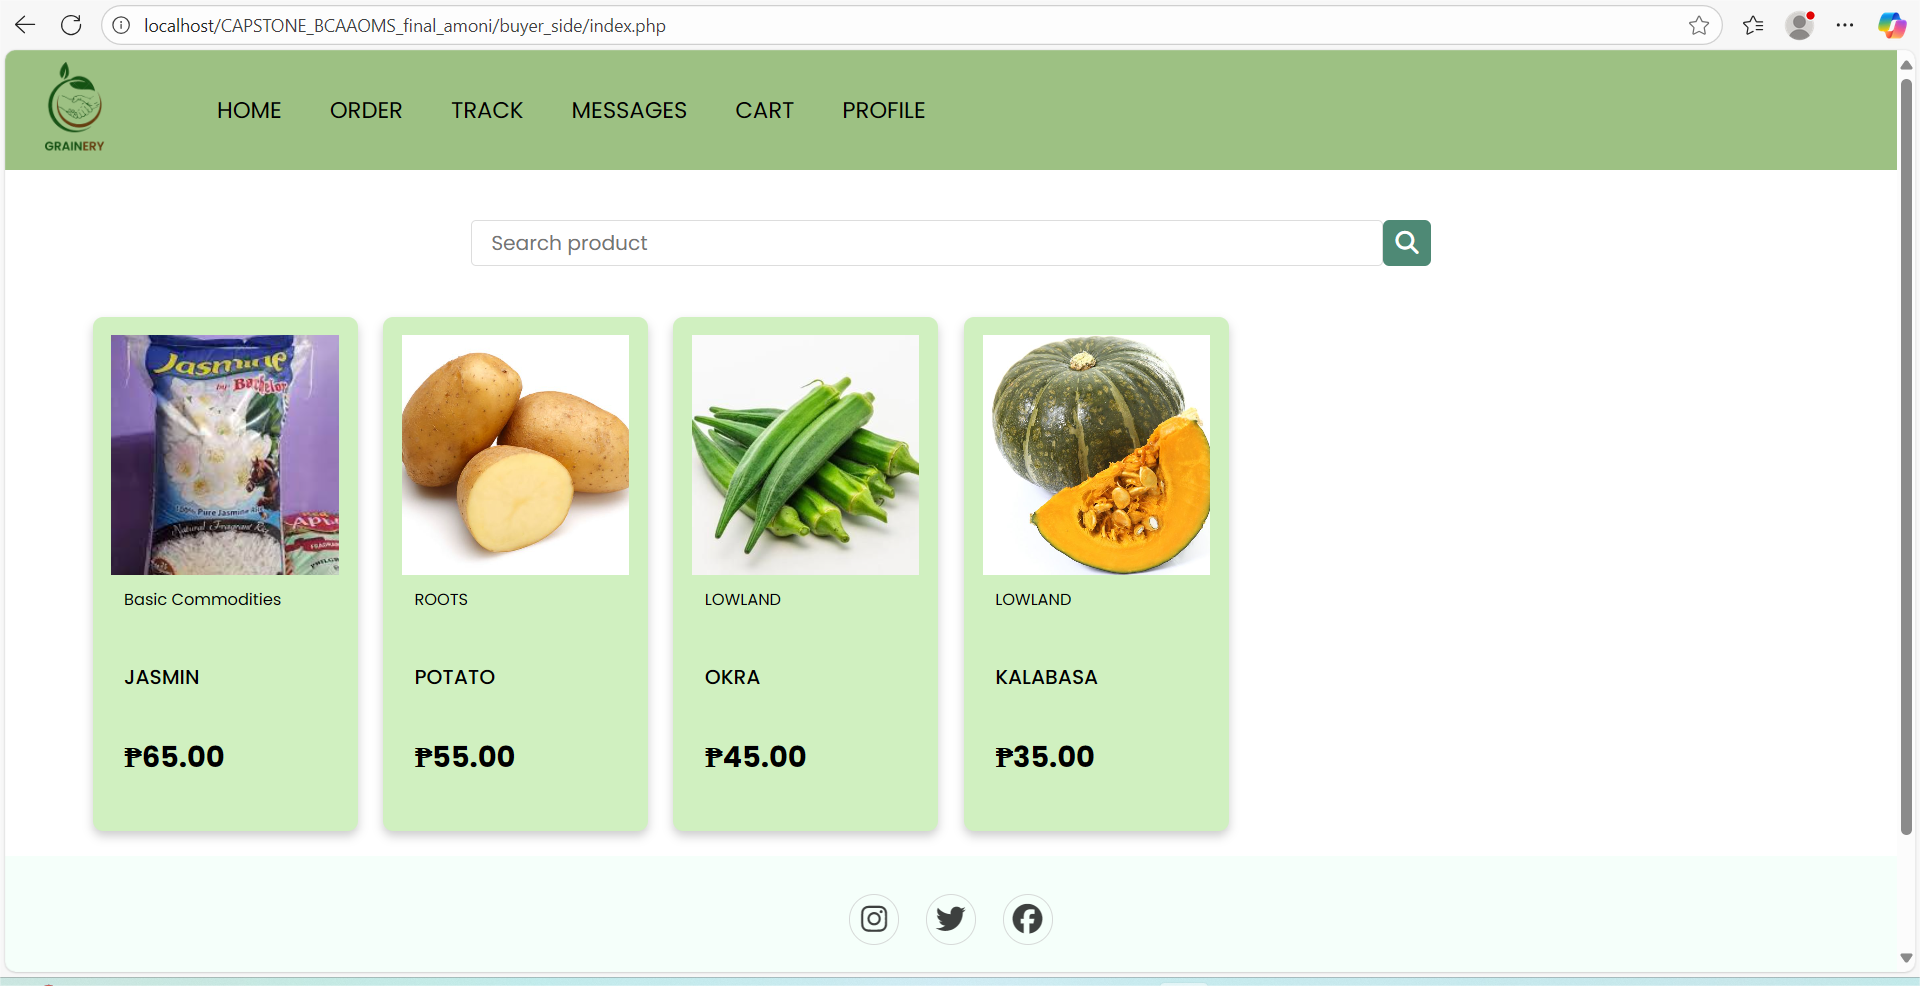 localhost/CAPSTONE_BCAAOMS_final_amoni/buyer_side/index.php
GRAINERY
HOME ORDER TRACK MESSAGES CART PROFILE
Search product
Jasmine
by Bachelor
100% Pure Jasmine Rice
Natural Fragrant Rice
Basic Commodities ROOTS LOWLAND LOWLAND
JASMIN POTATO OKRA KALABASA
₱65.00 ₱55.00 ₱45.00 ₱35.00